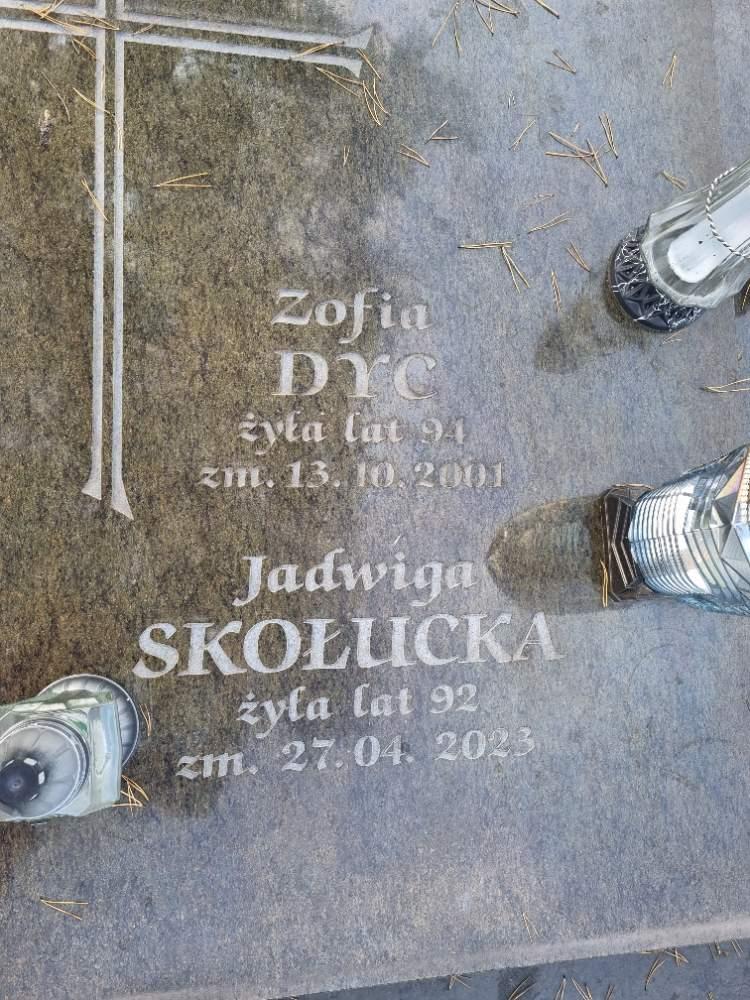 Zofia
DYC
żyła lat 94
zm. 13.10.2001
Jadwiga
SKOŁUCKA
żyła lat 92
zm. 27.04.2023